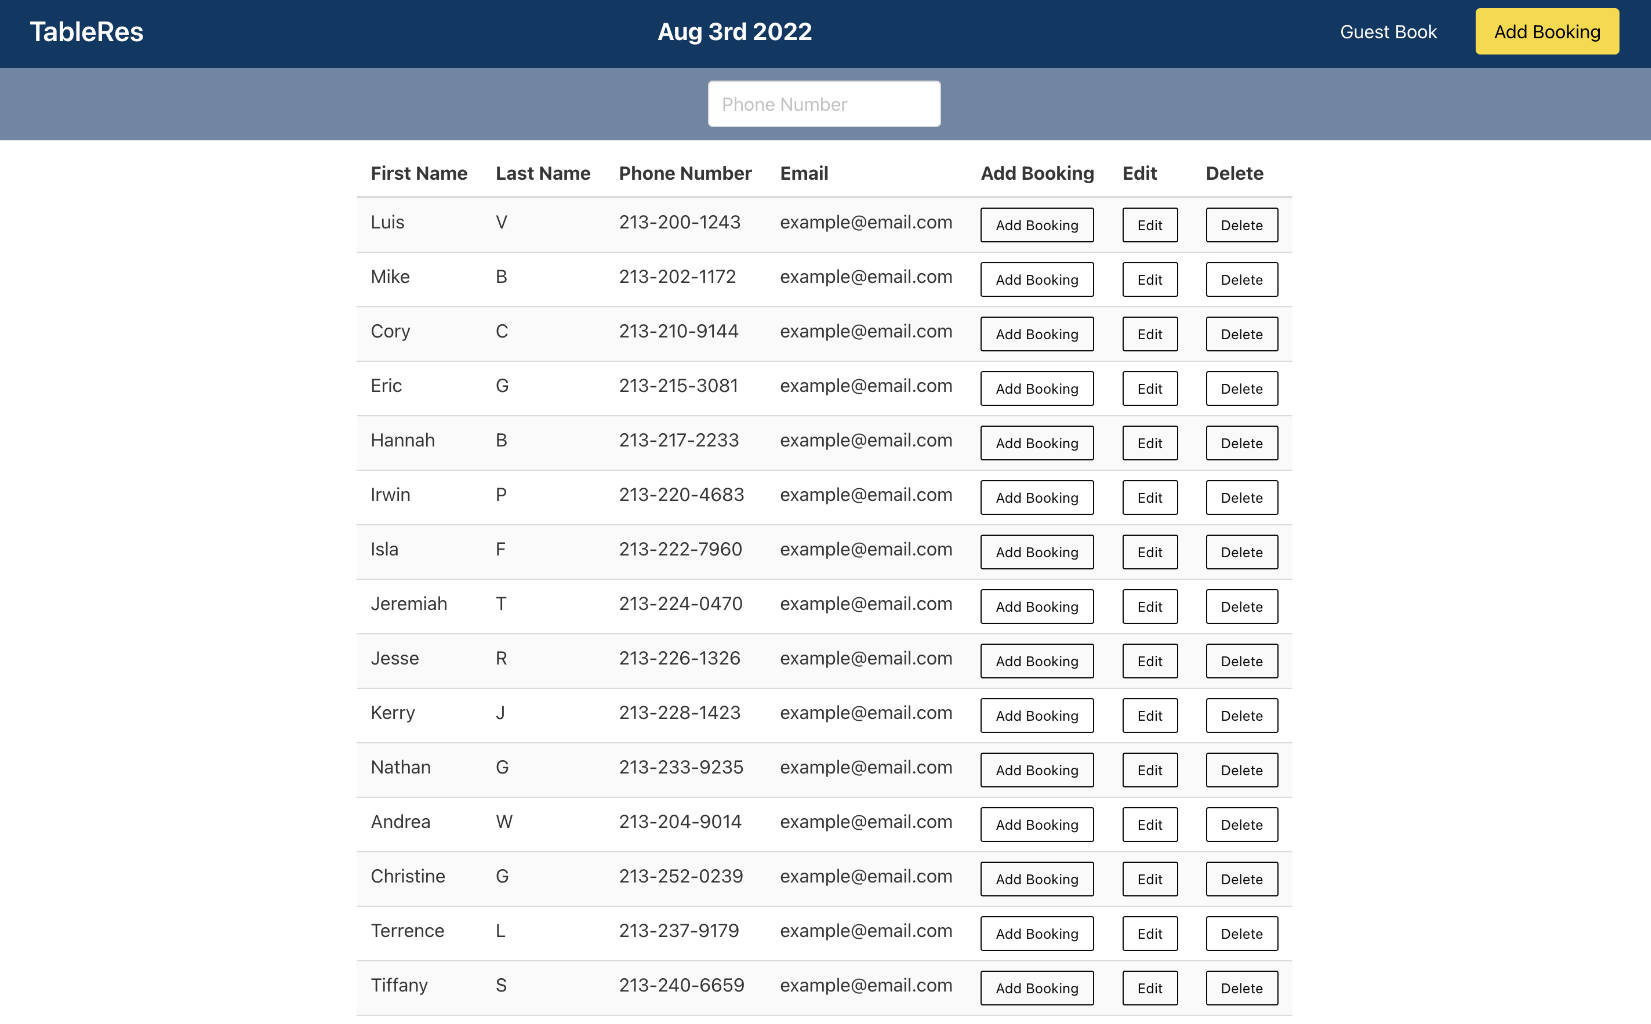 TableRes Aug 3rd 2022 Guest Book Add Booking
Phone Number
First Name Last Name Phone Number Email Add Booking Edit Delete
Luis V 213-200-1243 example@email.com Add Booking Edit Delete
Mike B 213-202-1172 example@email.com Add Booking Edit Delete
Cory C 213-210-9144 example@email.com Add Booking Edit Delete
Eric G 213-215-3081 example@email.com Add Booking Edit Delete
Hannah B 213-217-2233 example@email.com Add Booking Edit Delete
Irwin P 213-220-4683 example@email.com Add Booking Edit Delete
Isla F 213-222-7960 example@email.com Add Booking Edit Delete
Jeremiah T 213-224-0470 example@email.com Add Booking Edit Delete
Jesse R 213-226-1326 example@email.com Add Booking Edit Delete
Kerry J 213-228-1423 example@email.com Add Booking Edit Delete
Nathan G 213-233-9235 example@email.com Add Booking Edit Delete
Andrea W 213-204-9014 example@email.com Add Booking Edit Delete
Christine G 213-252-0239 example@email.com Add Booking Edit Delete
Terrence L 213-237-9179 example@email.com Add Booking Edit Delete
Tiffany S 213-240-6659 example@email.com Add Booking Edit Delete